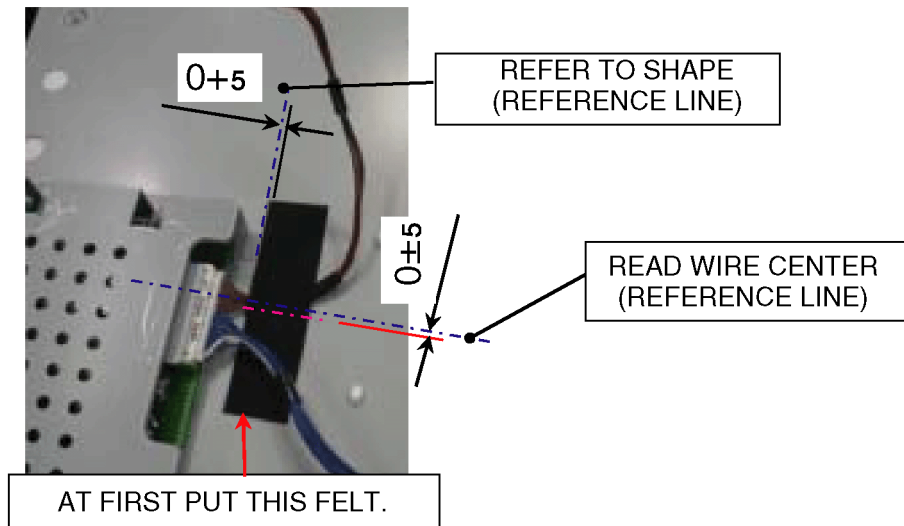 0+5
REFER TO SHAPE
(REFERENCE LINE)
0±5
READ WIRE CENTER
(REFERENCE LINE)
AT FIRST PUT THIS FELT.